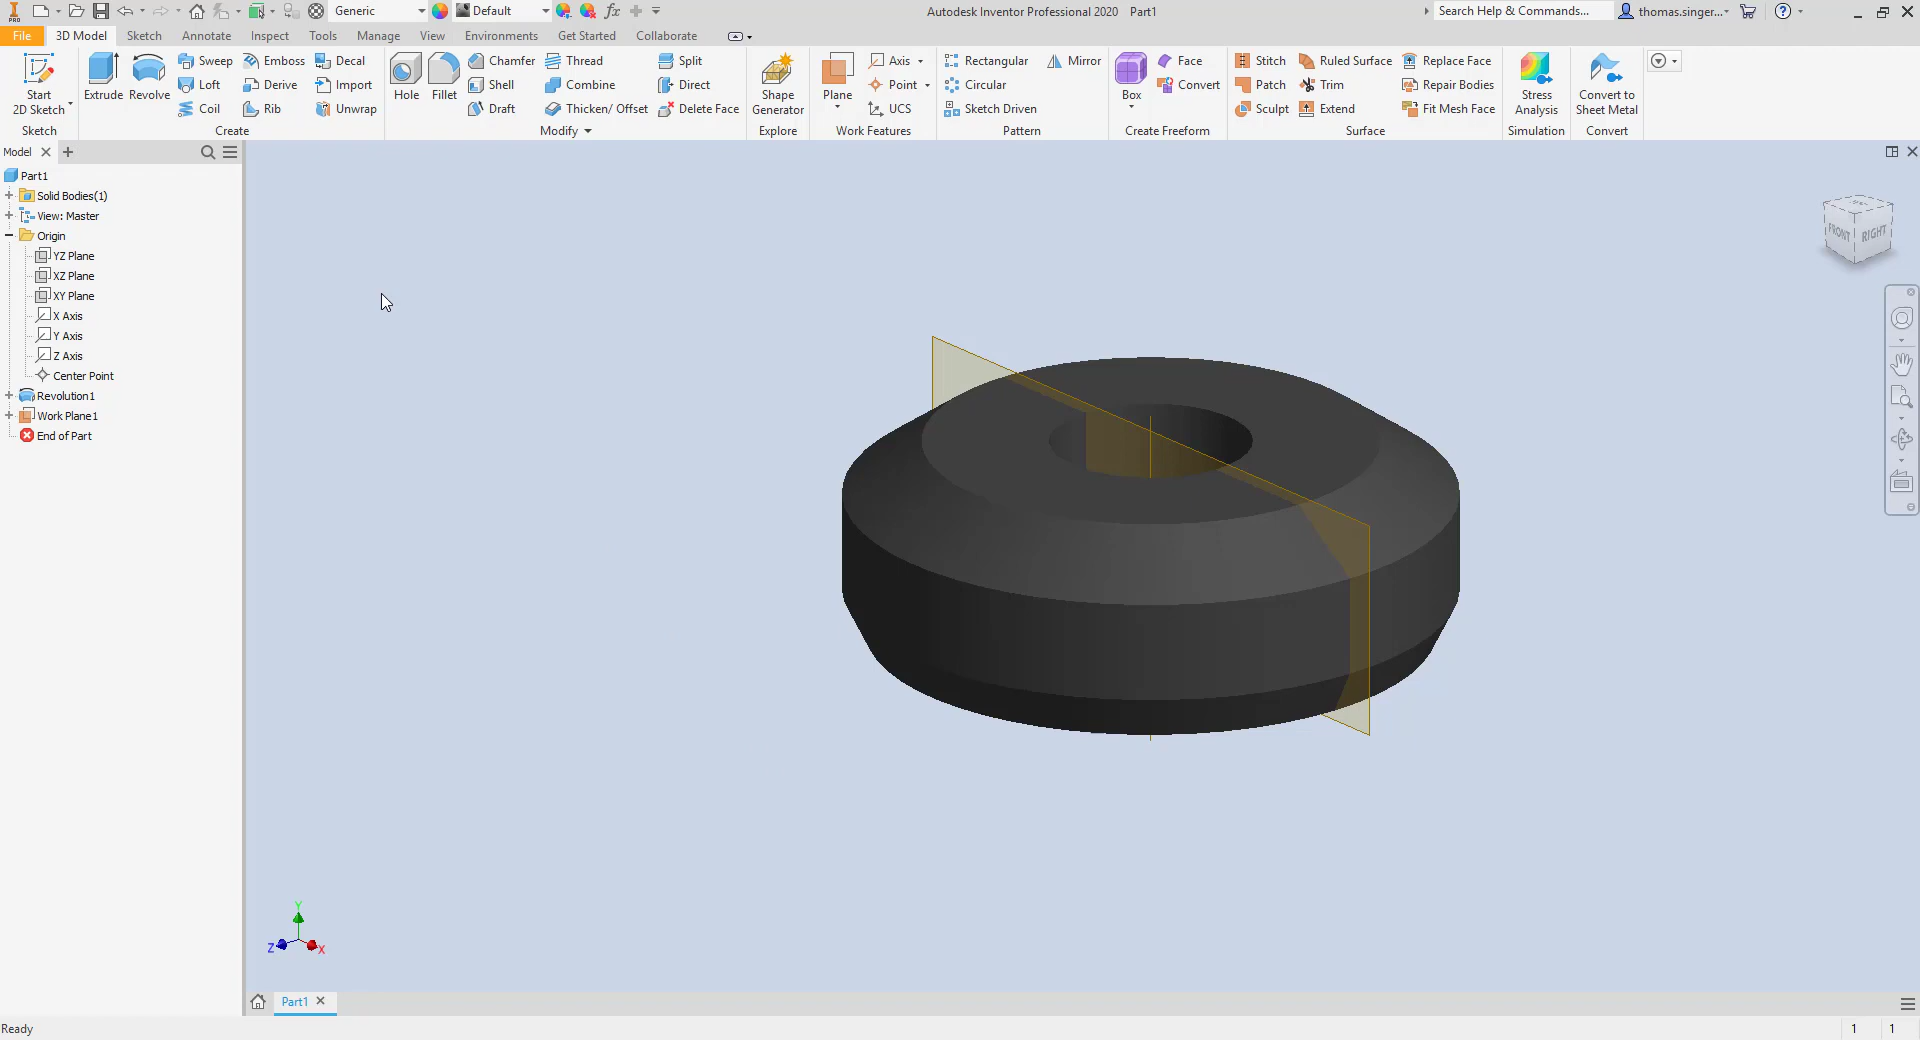 Generic
Default
Autodesk Inventor Professional 2020 Part1
Search Help & Commands...
thomas.singer...
File
3D Model
Sketch
Annotate
Inspect
Tools
Manage
View
Environments
Get Started
Collaborate
Start
2D Sketch
Sketch
Extrude
Revolve
Sweep
Emboss
Decal
Loft
Derive
Import
Coil
Rib
Unwrap
Create
Hole
Fillet
Chamfer
Thread
Split
Shell
Combine
Direct
Draft
Thicken/ Offset
Delete Face
Modify
Shape
Generator
Explore
Plane
Axis
Point
UCS
Work Features
Rectangular
Mirror
Circular
Sketch Driven
Pattern
Box
Face
Convert
Create Freeform
Stitch
Ruled Surface
Replace Face
Patch
Trim
Repair Bodies
Sculpt
Extend
Fit Mesh Face
Surface
Stress
Analysis
Simulation
Convert to
Sheet Metal
Convert
Model
Part1
Solid Bodies(1)
View: Master
Origin
YZ Plane
XZ Plane
XY Plane
X Axis
Y Axis
Z Axis
Center Point
Revolution1
Work Plane1
End of Part
FRONT
RIGHT
Y
Z
X
Part1
Ready
1
1